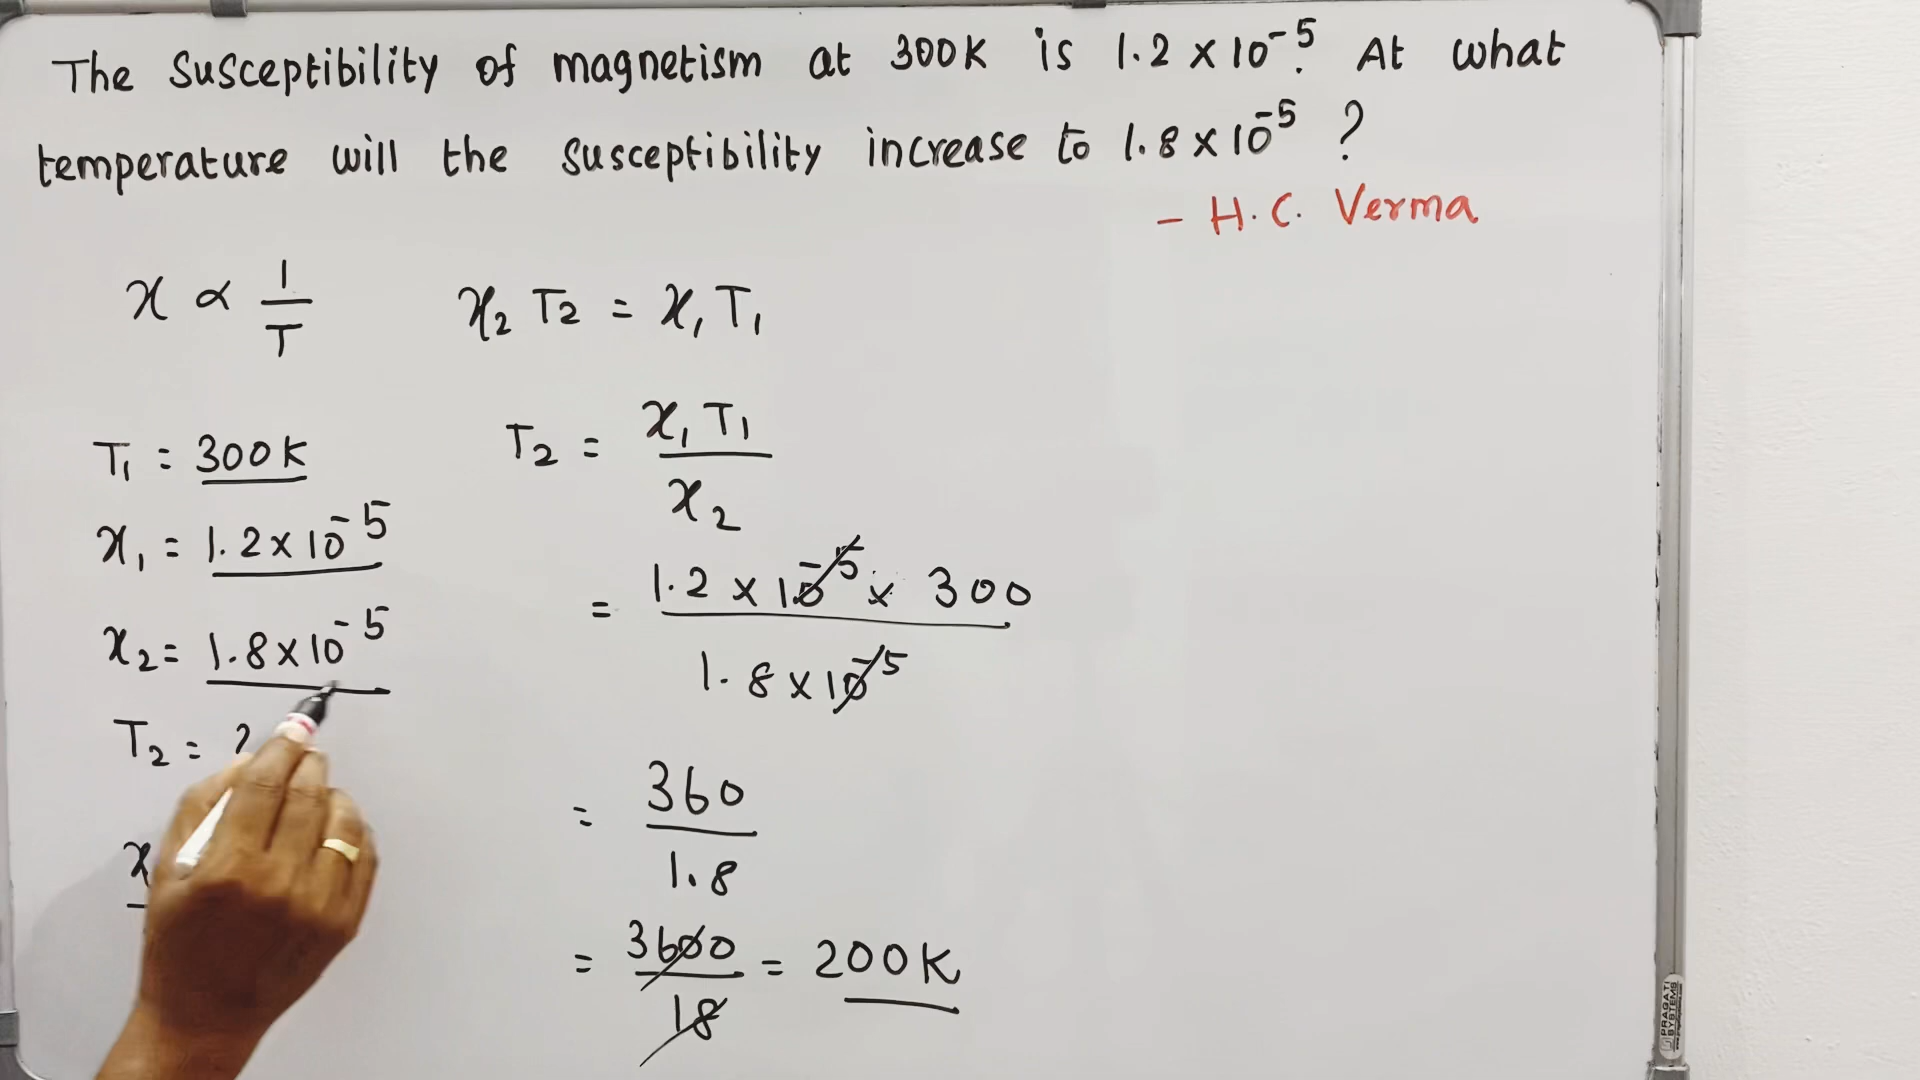 The susceptibility of magnetism at 300K is 1.2 x 10⁻⁵. At what
temperature will the susceptibility increase to 1.8 x 10⁻⁵ ?
- H.C. Verma
χ ∝ 1/T
T₁ = 300K
χ₁ = 1.2 x 10⁻⁵
χ₂ = 1.8 x 10⁻⁵
T₂ = ?
χ
χ₂ T₂ = χ₁ T₁
T₂ = χ₁ T₁ / χ₂
= 1.2 x 10⁻⁵ x 300 / 1.8 x 10⁻⁵
= 360 / 1.8
= 3600 / 18 = 200K
PRAGATI
SYSTEMS